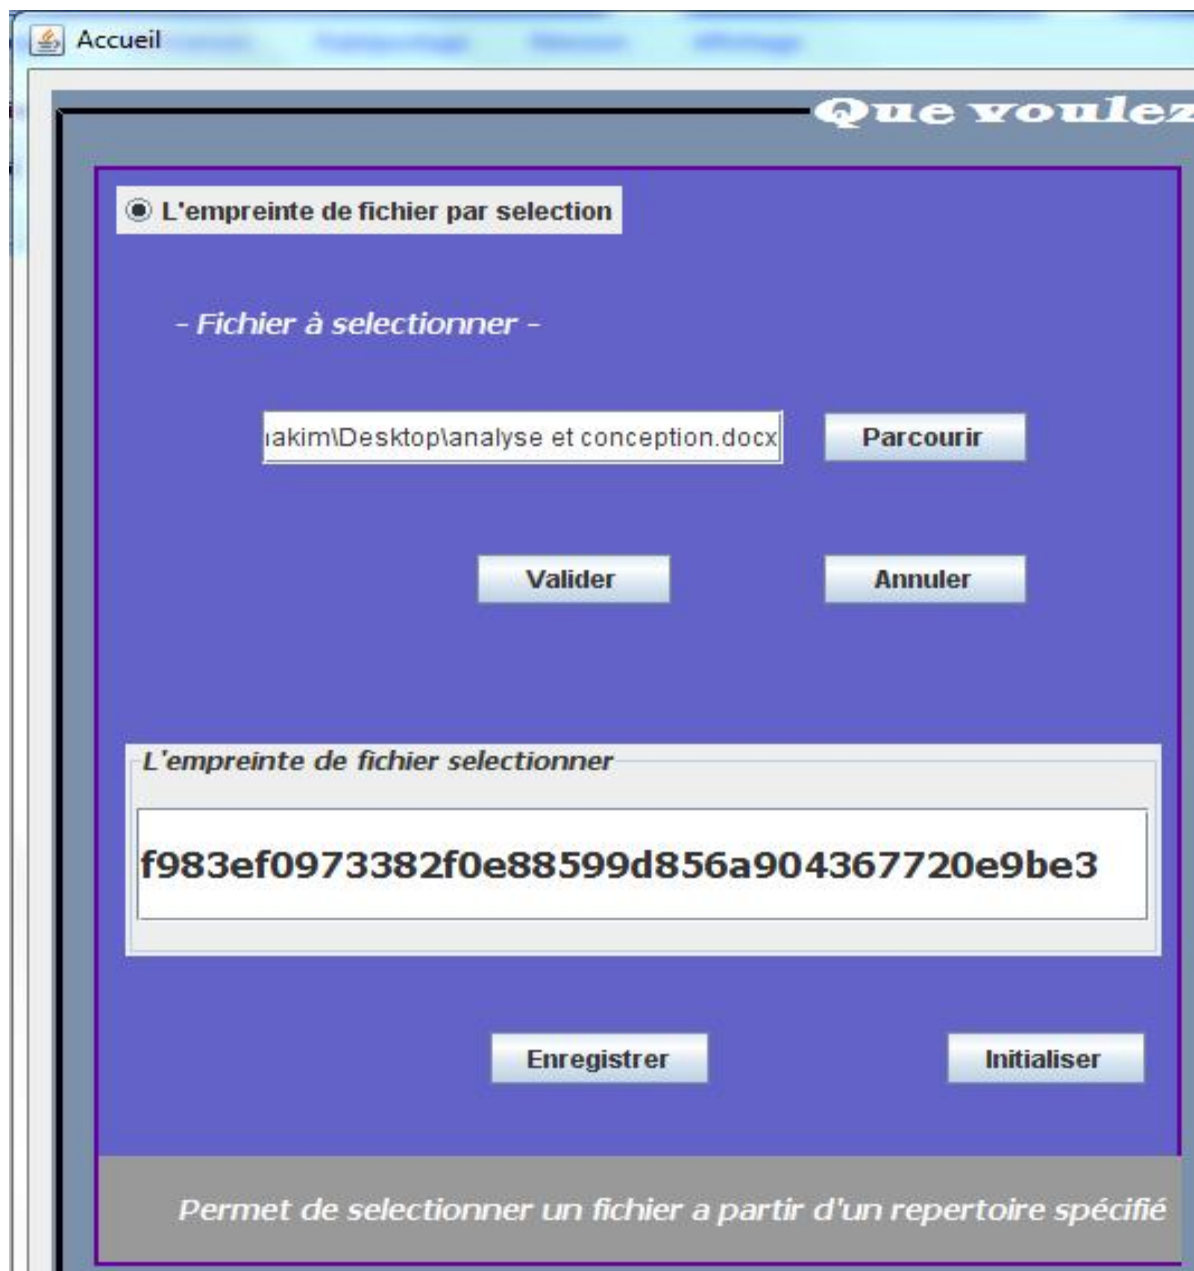 Accueil
Que voulez
L'empreinte de fichier par selection
- Fichier à selectionner -
akim\Desktop\analyse et conception.docx
Parcourir
Valider
Annuler
L'empreinte de fichier selectionner
f983ef0973382f0e88599d856a904367720e9be3
Enregistrer
Initialiser
Permet de selectionner un fichier a partir d'un repertoire spécifié